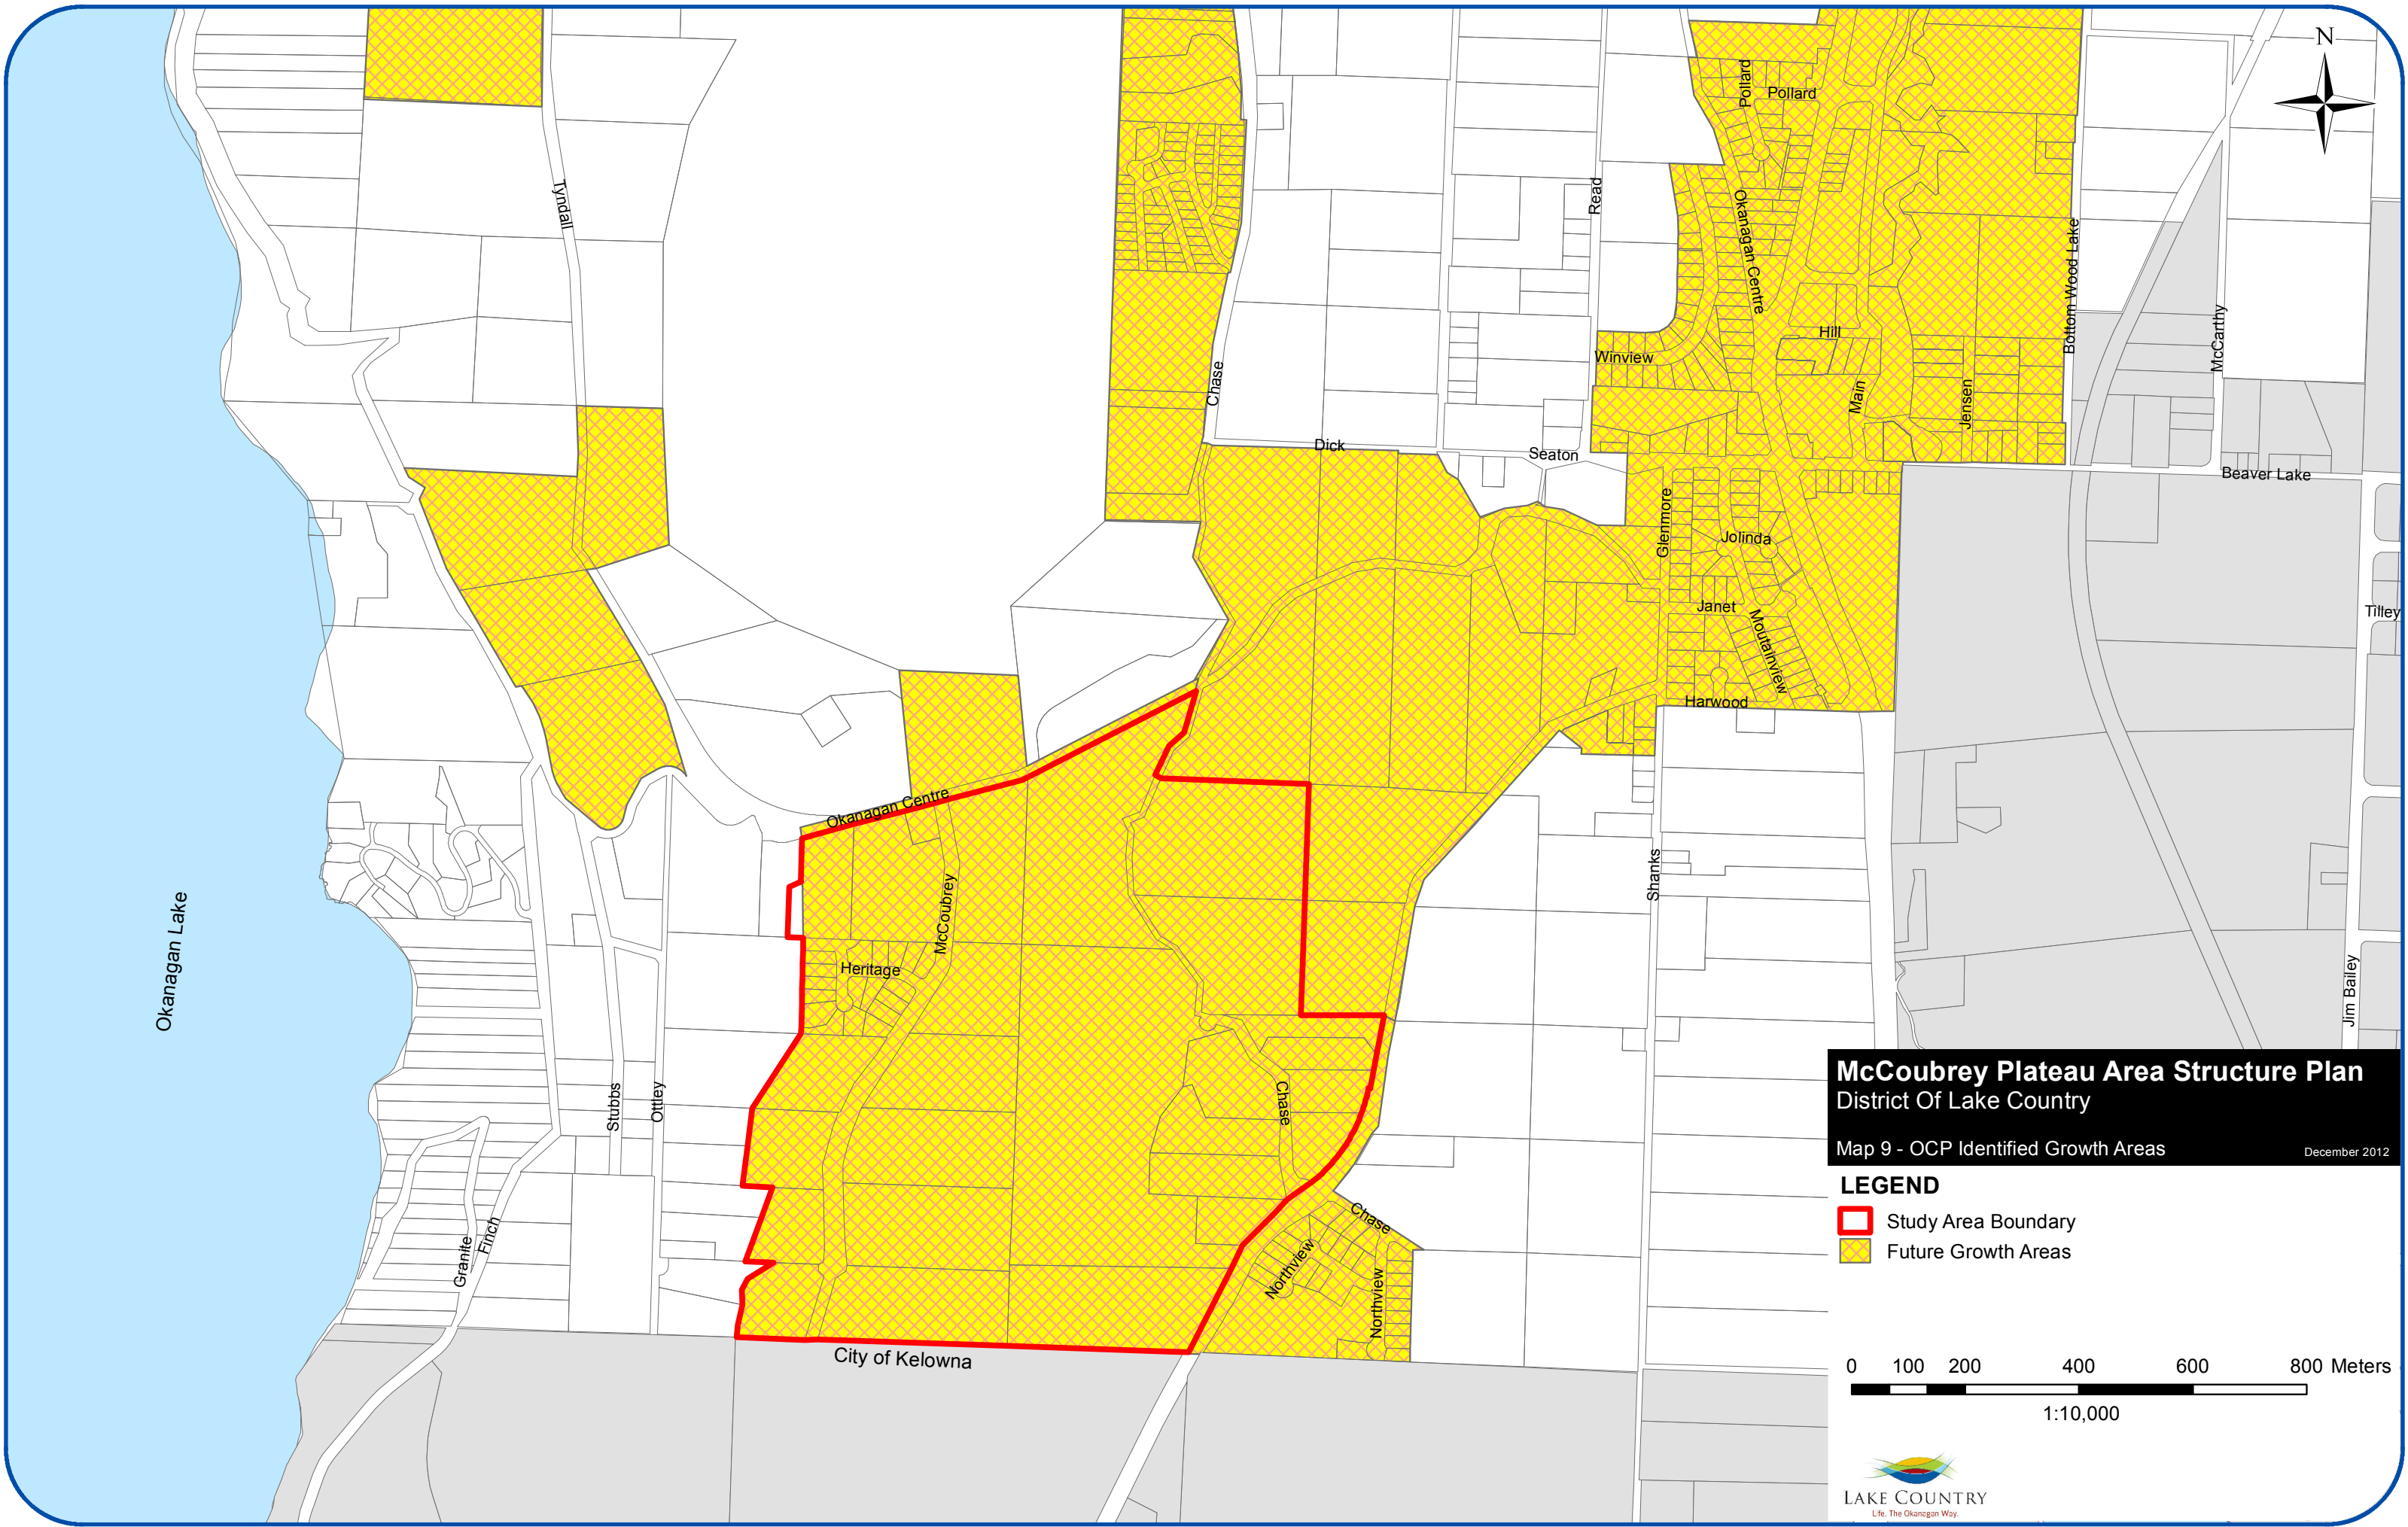 N
Pollard
Pollard
Tyndall
Read
Okanagan Centre
Bottom Wood Lake
McCarthy
Hill
Winview
Chase
Main
Jensen
Dick
Seaton
Beaver Lake
Glenmore
Jolinda
Janet
Moutainview
Tilley
Harwood
Okanagan Centre
Shanks
McCoubrey
Okanagan Lake
Heritage
Jim Bailey
Stubbs
Ottley
Chase
Granite
Finch
Chase
Northview
Northview
City of Kelowna
McCoubrey Plateau Area Structure Plan
District Of Lake Country
Map 9 - OCP Identified Growth Areas December 2012
LEGEND
Study Area Boundary
Future Growth Areas
0 100 200 400 600 800 Meters
1:10,000
LAKE COUNTRY
Life. The Okanagan Way.